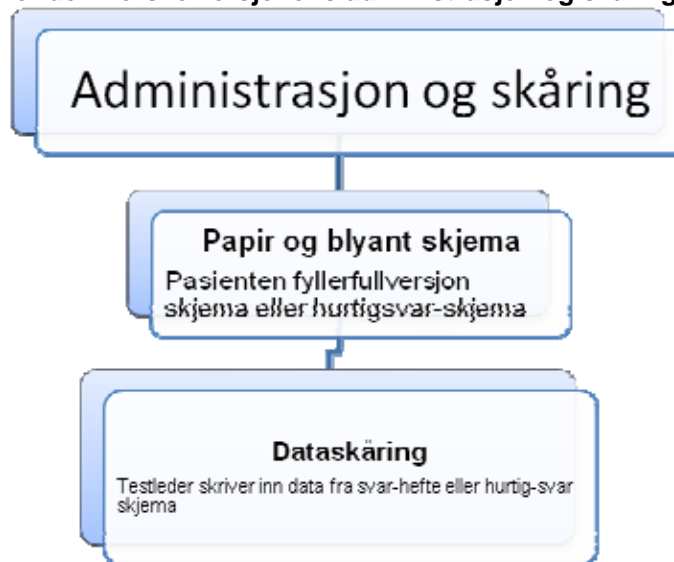 Administrasjon og skåring
Papir og blyant skjema
Pasienten fyllerfullversjon
skjema eller hurtigsvar-skjema
Dataskäring
Testleder skriver inn data fra svar-hefte eller hurtig-svar
skjema